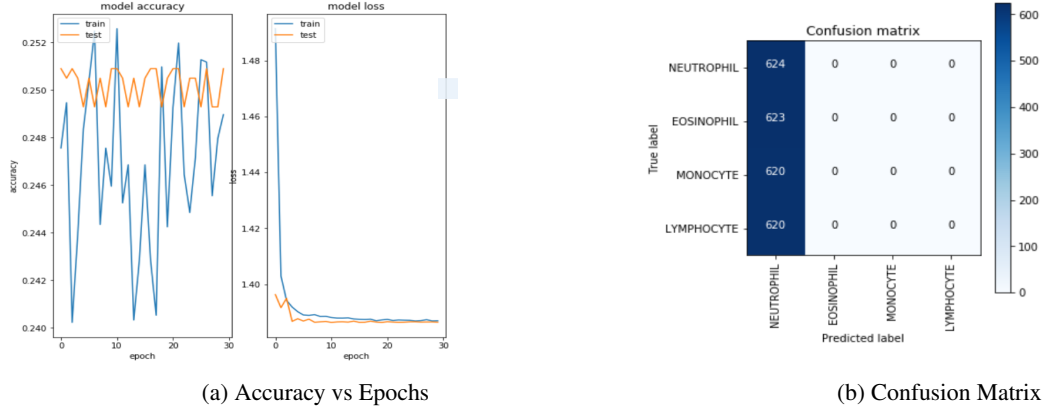 model accuracy
train
test
0.252
0.250
0.248
0.246
0.244
0.242
0.240
accuracy
0
10
20
30
epoch
model loss
train
test
1.48
1.46
1.44
1.42
1.40
loss
0
10
20
30
epoch
(a) Accuracy vs Epochs
Confusion matrix
True label
NEUTROPHIL
624 0 0 0
EOSINOPHIL
623 0 0 0
MONOCYTE
620 0 0 0
LYMPHOCYTE
620 0 0 0
NEUTROPHIL
EOSINOPHIL
MONOCYTE
LYMPHOCYTE
Predicted label
600
500
400
300
200
100
0
(b) Confusion Matrix